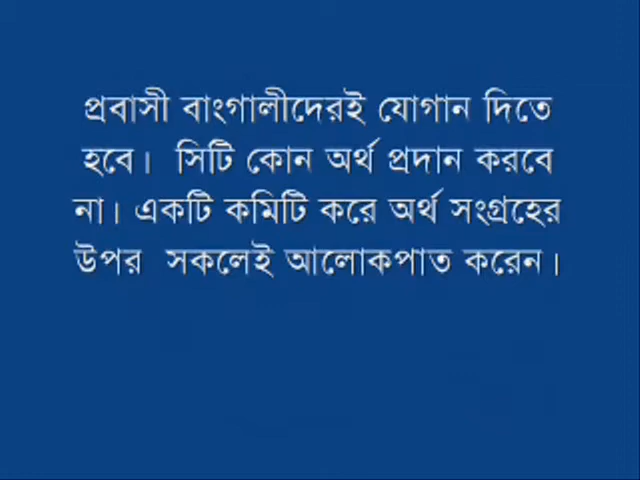 প্রবাসী বাংগালীদেরই যোগান দিতে
হবে। সিটি কোন অর্থ প্রদান করবে
না। একটি কমিটি করে অর্থ সংগ্রহের
উপর সকলেই আলোকপাত করেন।